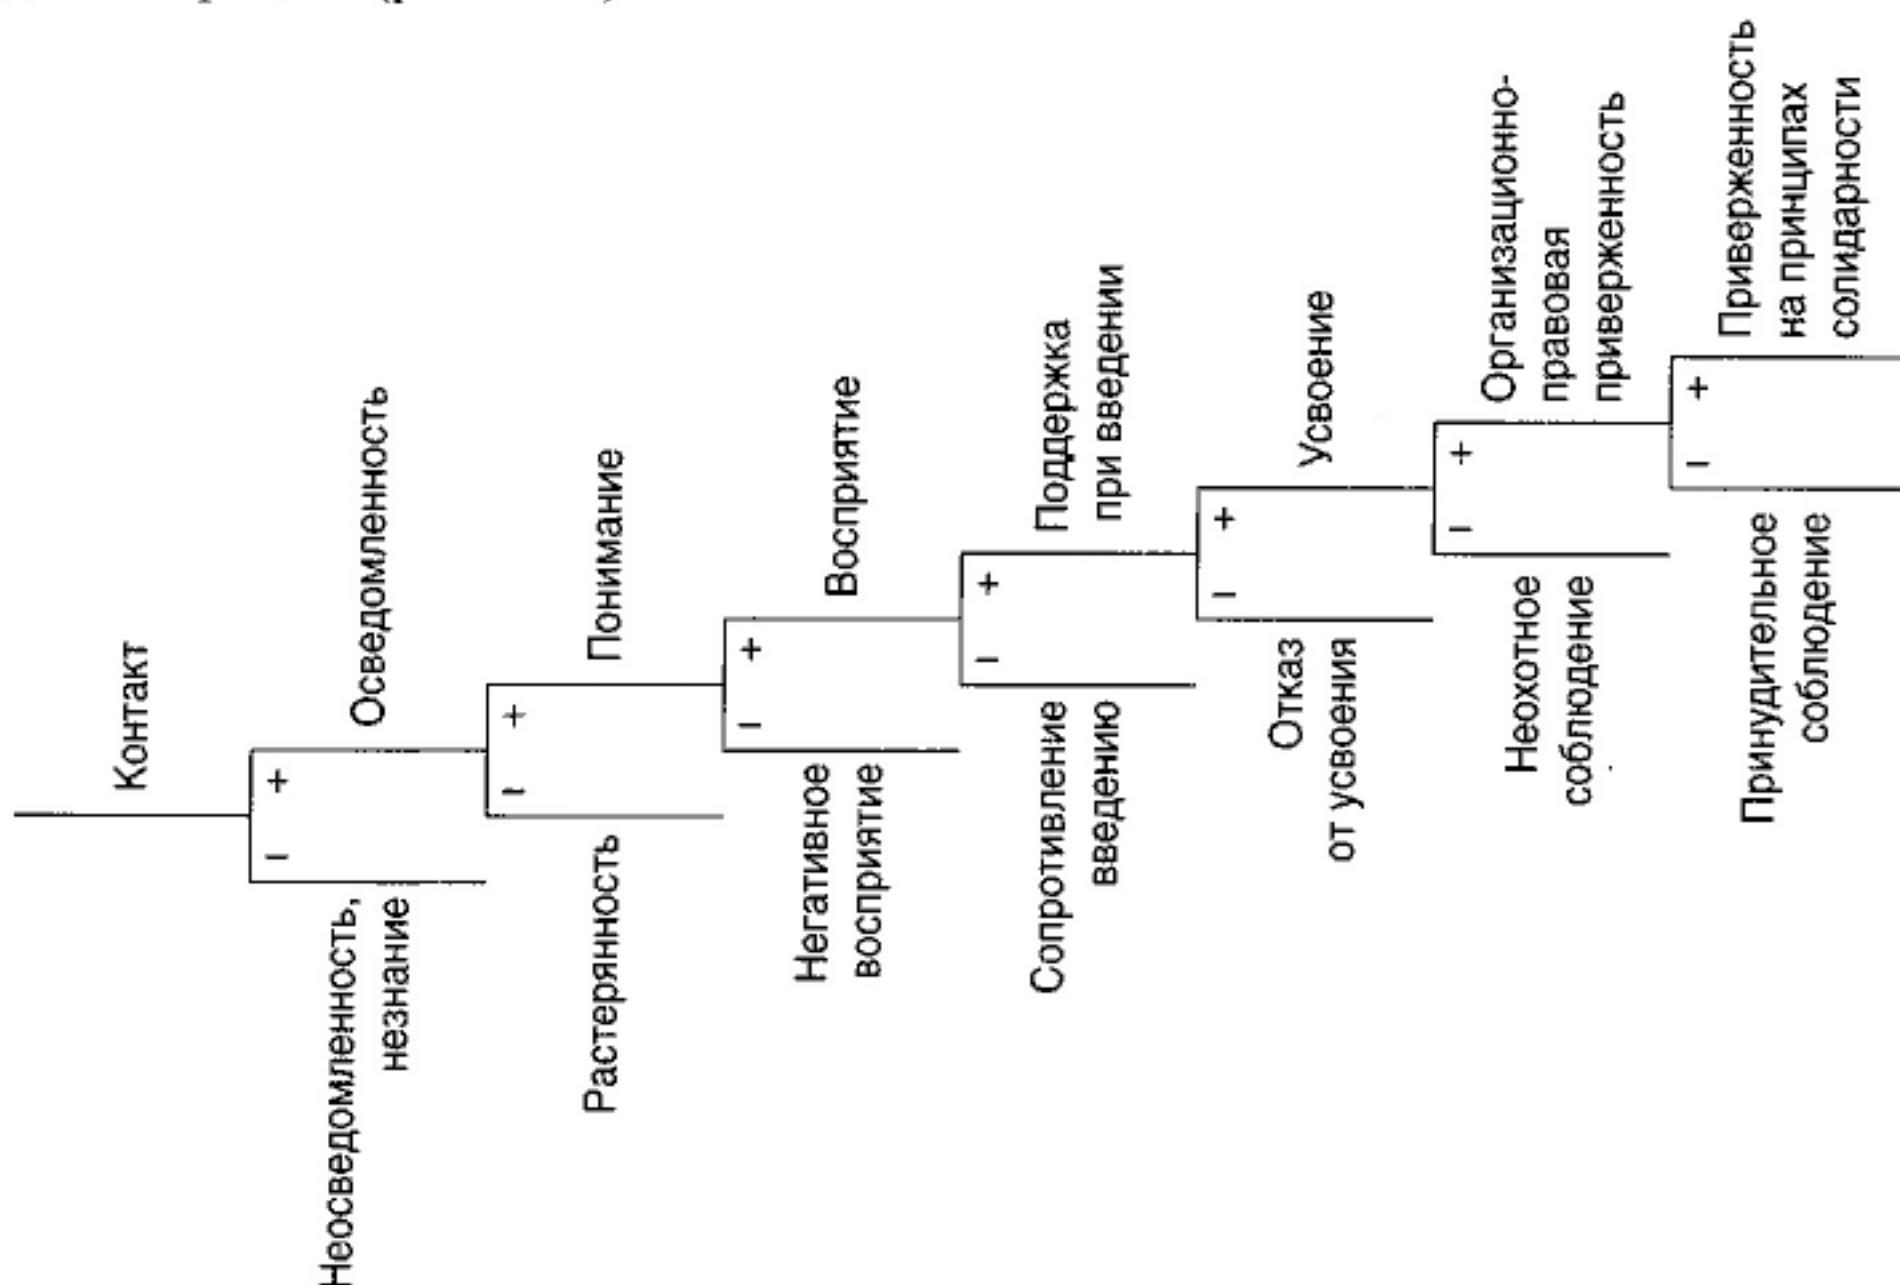 Контакт
+
−
Осведомленность
Неосведомленность,
незнание
+
−
Понимание
Растерянность
+
−
Восприятие
Негативное
восприятие
+
−
Поддержка
при введении
Сопротивление
введению
+
−
Усвоение
Отказ
от усвоения
+
−
Организационно-
правовая
приверженность
Неохотное
соблюдение
+
−
Приверженность
на принципах
солидарности
Принудительное
соблюдение